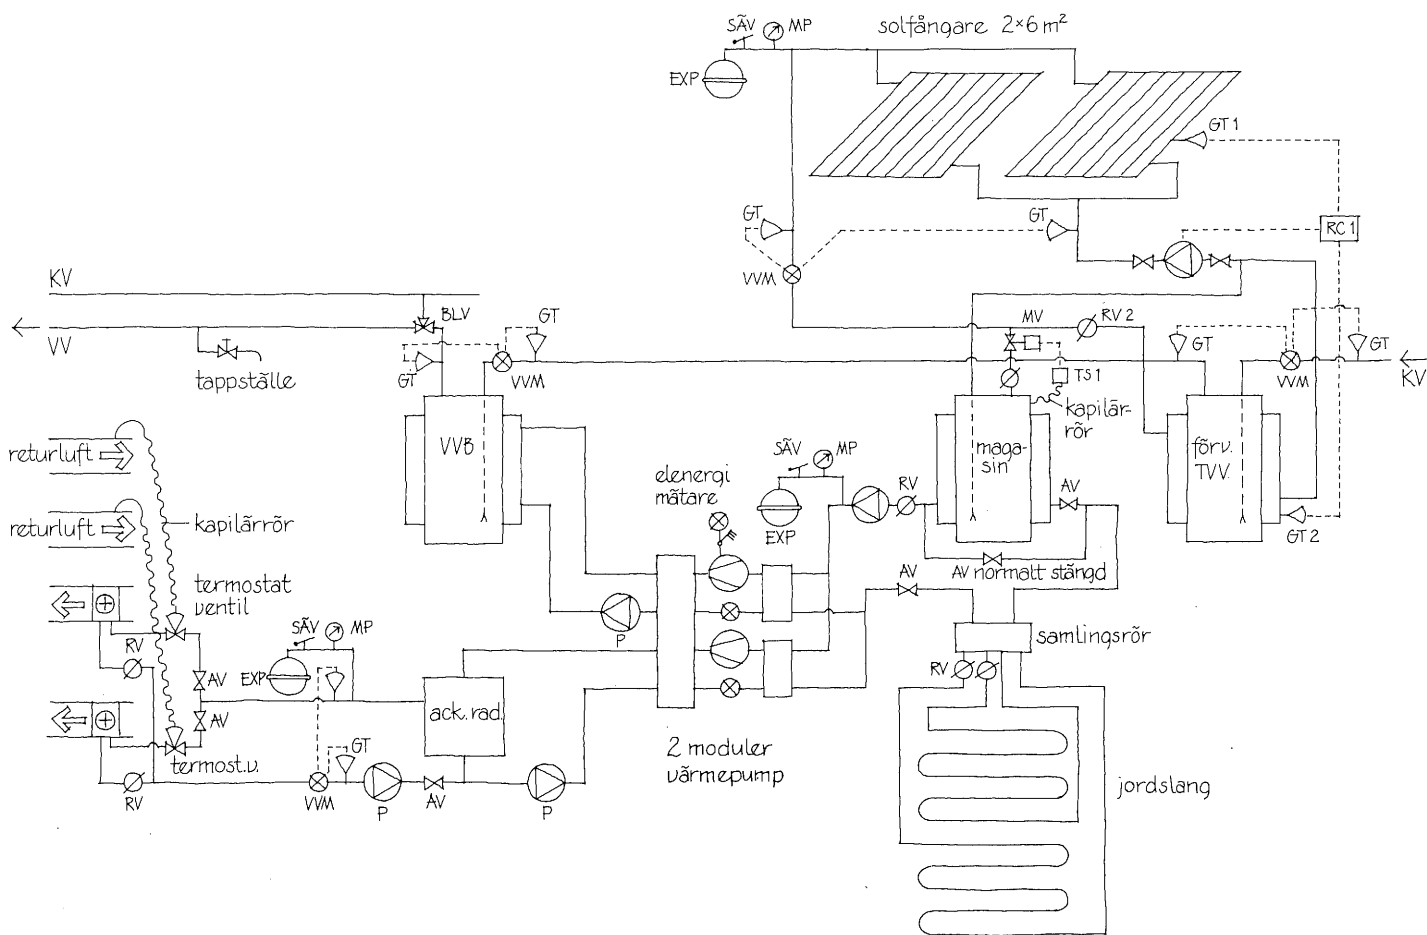 solfångare 2×6 m²
SÄV
MP
EXP
GT 1
GT
GT
RC 1
VVM
KV
BLV
GT
MV
RV 2
VV
tappställe
GT
VVM
TS 1
GT
VVM
GT
KV
kapilär-
rör
returluft
VVB
maga-
sin
förv.
TVV.
elenergi
mätare
SÄV
MP
RV
AV
returluft
kapilärrör
EXP
GT 2
termostat
ventil
AV
AV normalt stängd
RV
SÄV
MP
P
samlingsrör
EXP
AV
RV
AV
ack. rad.
GT
2 moduler
värmepump
termost.v.
jordslang
RV
VVM
P
AV
P